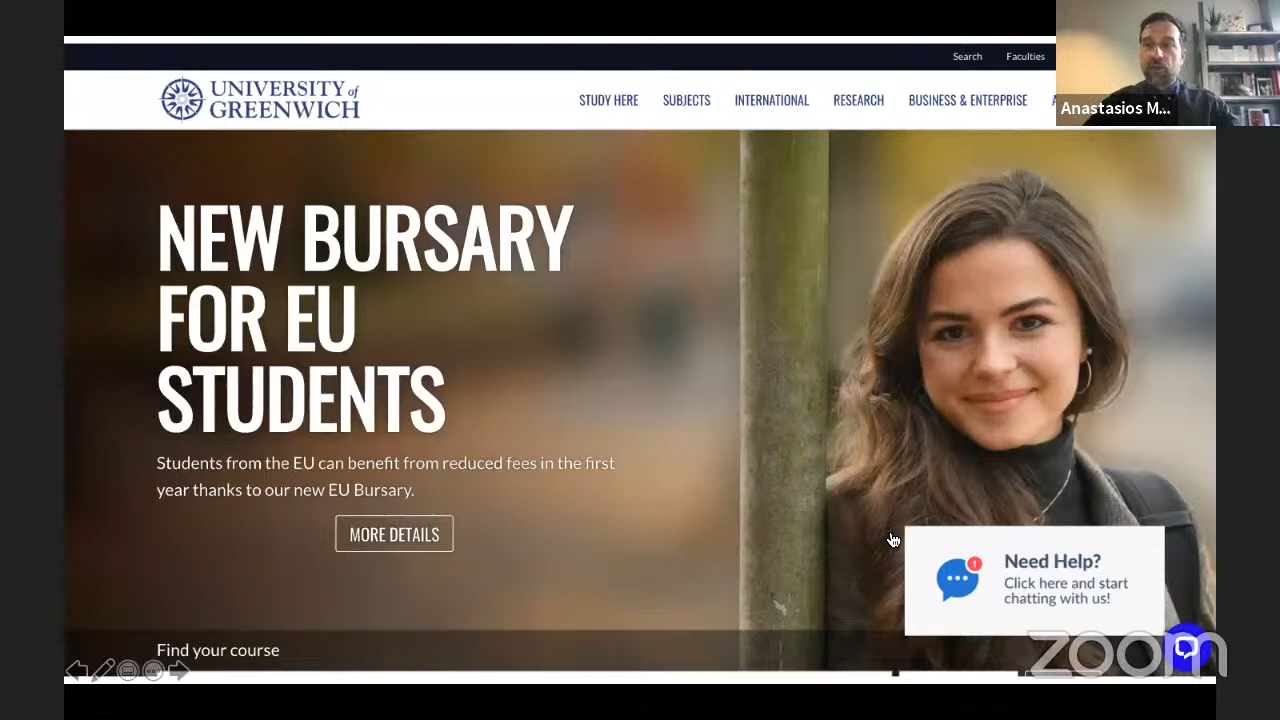 Search Faculties
UNIVERSITY of
GREENWICH
STUDY HERE SUBJECTS INTERNATIONAL RESEARCH BUSINESS & ENTERPRISE
Anastasios M...
NEW BURSARY
FOR EU
STUDENTS
Students from the EU can benefit from reduced fees in the first
year thanks to our new EU Bursary.
MORE DETAILS
1
Need Help?
Click here and start
chatting with us!
Find your course
zoom